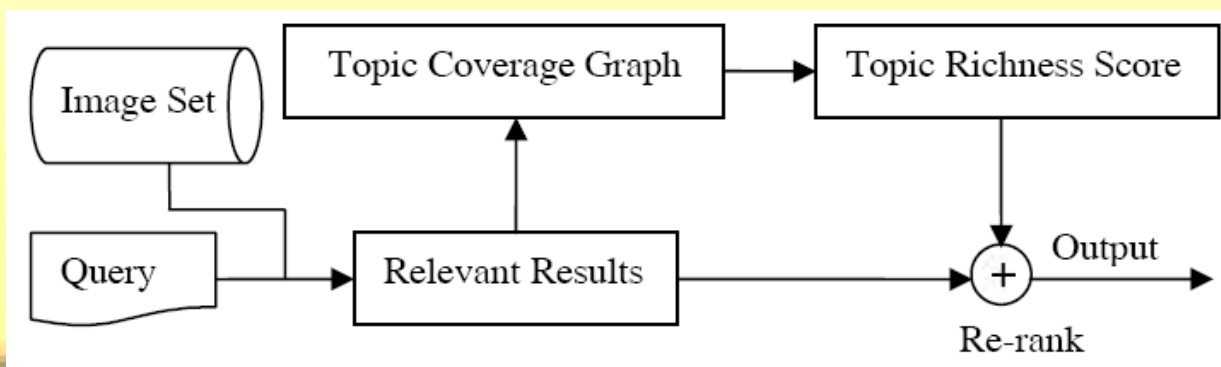 Image Set
Topic Coverage Graph
Topic Richness Score
Query
Relevant Results
+
Output
Re-rank